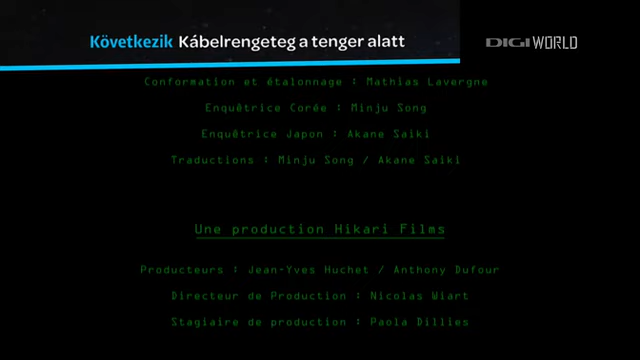 Következik Kábelrengeteg a tenger alatt
DIGI WORLD
Conformation et étalonnage : Mathias Lavergne
Enquêtrice Corée : Minju Song
Enquêtrice Japon : Akane Saiki
Traductions : Minju Song / Akane Saiki
Une production Hikari Films
Producteurs : Jean-Yves Huchet / Anthony Dufour
Directeur de Production : Nicolas Wiart
Stagiaire de production : Paola Dillies